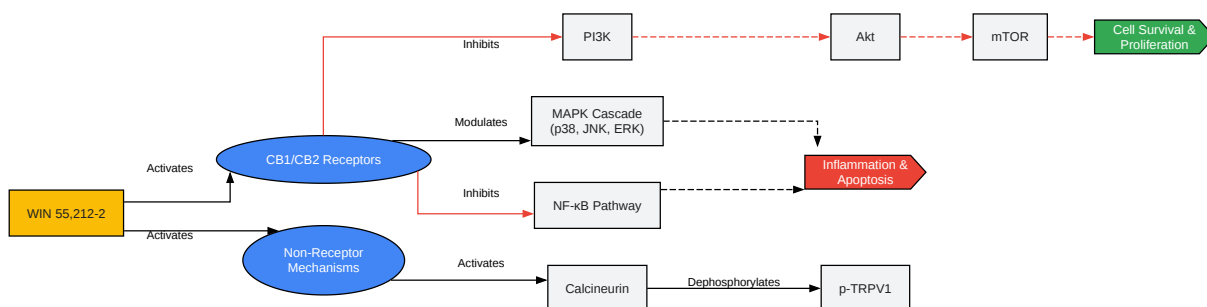 Inhibits
PI3K
Akt
mTOR
Cell Survival &
Proliferation
Modulates
MAPK Cascade
(p38, JNK, ERK)
Activates
CB1/CB2 Receptors
Inflammation &
Apoptosis
Inhibits
NF-κB Pathway
WIN 55,212-2
Activates
Non-Receptor
Mechanisms
Activates
Calcineurin
Dephosphorylates
p-TRPV1